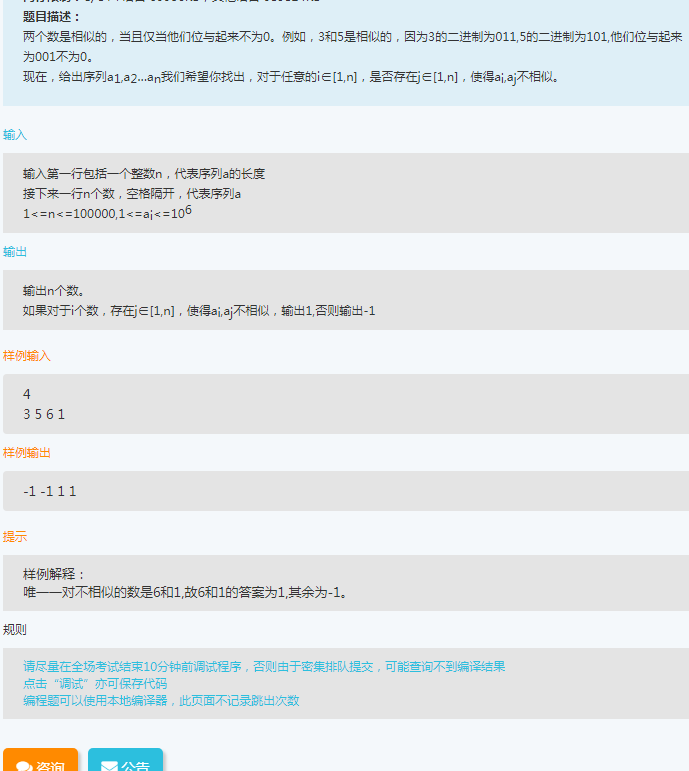 题目描述：
两个数是相似的，当且仅当他们位与起来不为0。例如，3和5是相似的，因为3的二进制为011,5的二进制为101,他们位与起来
为001不为0。
现在，给出序列a1,a2...an我们希望你找出，对于任意的i∈[1,n]，是否存在j∈[1,n]，使得ai,aj不相似。
输入
输入第一行包括一个整数n，代表序列a的长度
接下来一行n个数，空格隔开，代表序列a
1<=n<=100000,1<=ai<=10^6
输出
输出n个数。
如果对于i个数，存在j∈[1,n]，使得ai,aj不相似，输出1,否则输出-1
样例输入
4
3 5 6 1
样例输出
-1 -1 1 1
提示
样例解释：
唯一一对不相似的数是6和1,故6和1的答案为1,其余为-1。
规则
请尽量在全场考试结束10分钟前调试程序，否则由于密集排队提交，可能查询不到编译结果
点击“调试”亦可保存代码
编程题可以使用本地编译器，此页面不记录跳出次数
咨询
公告